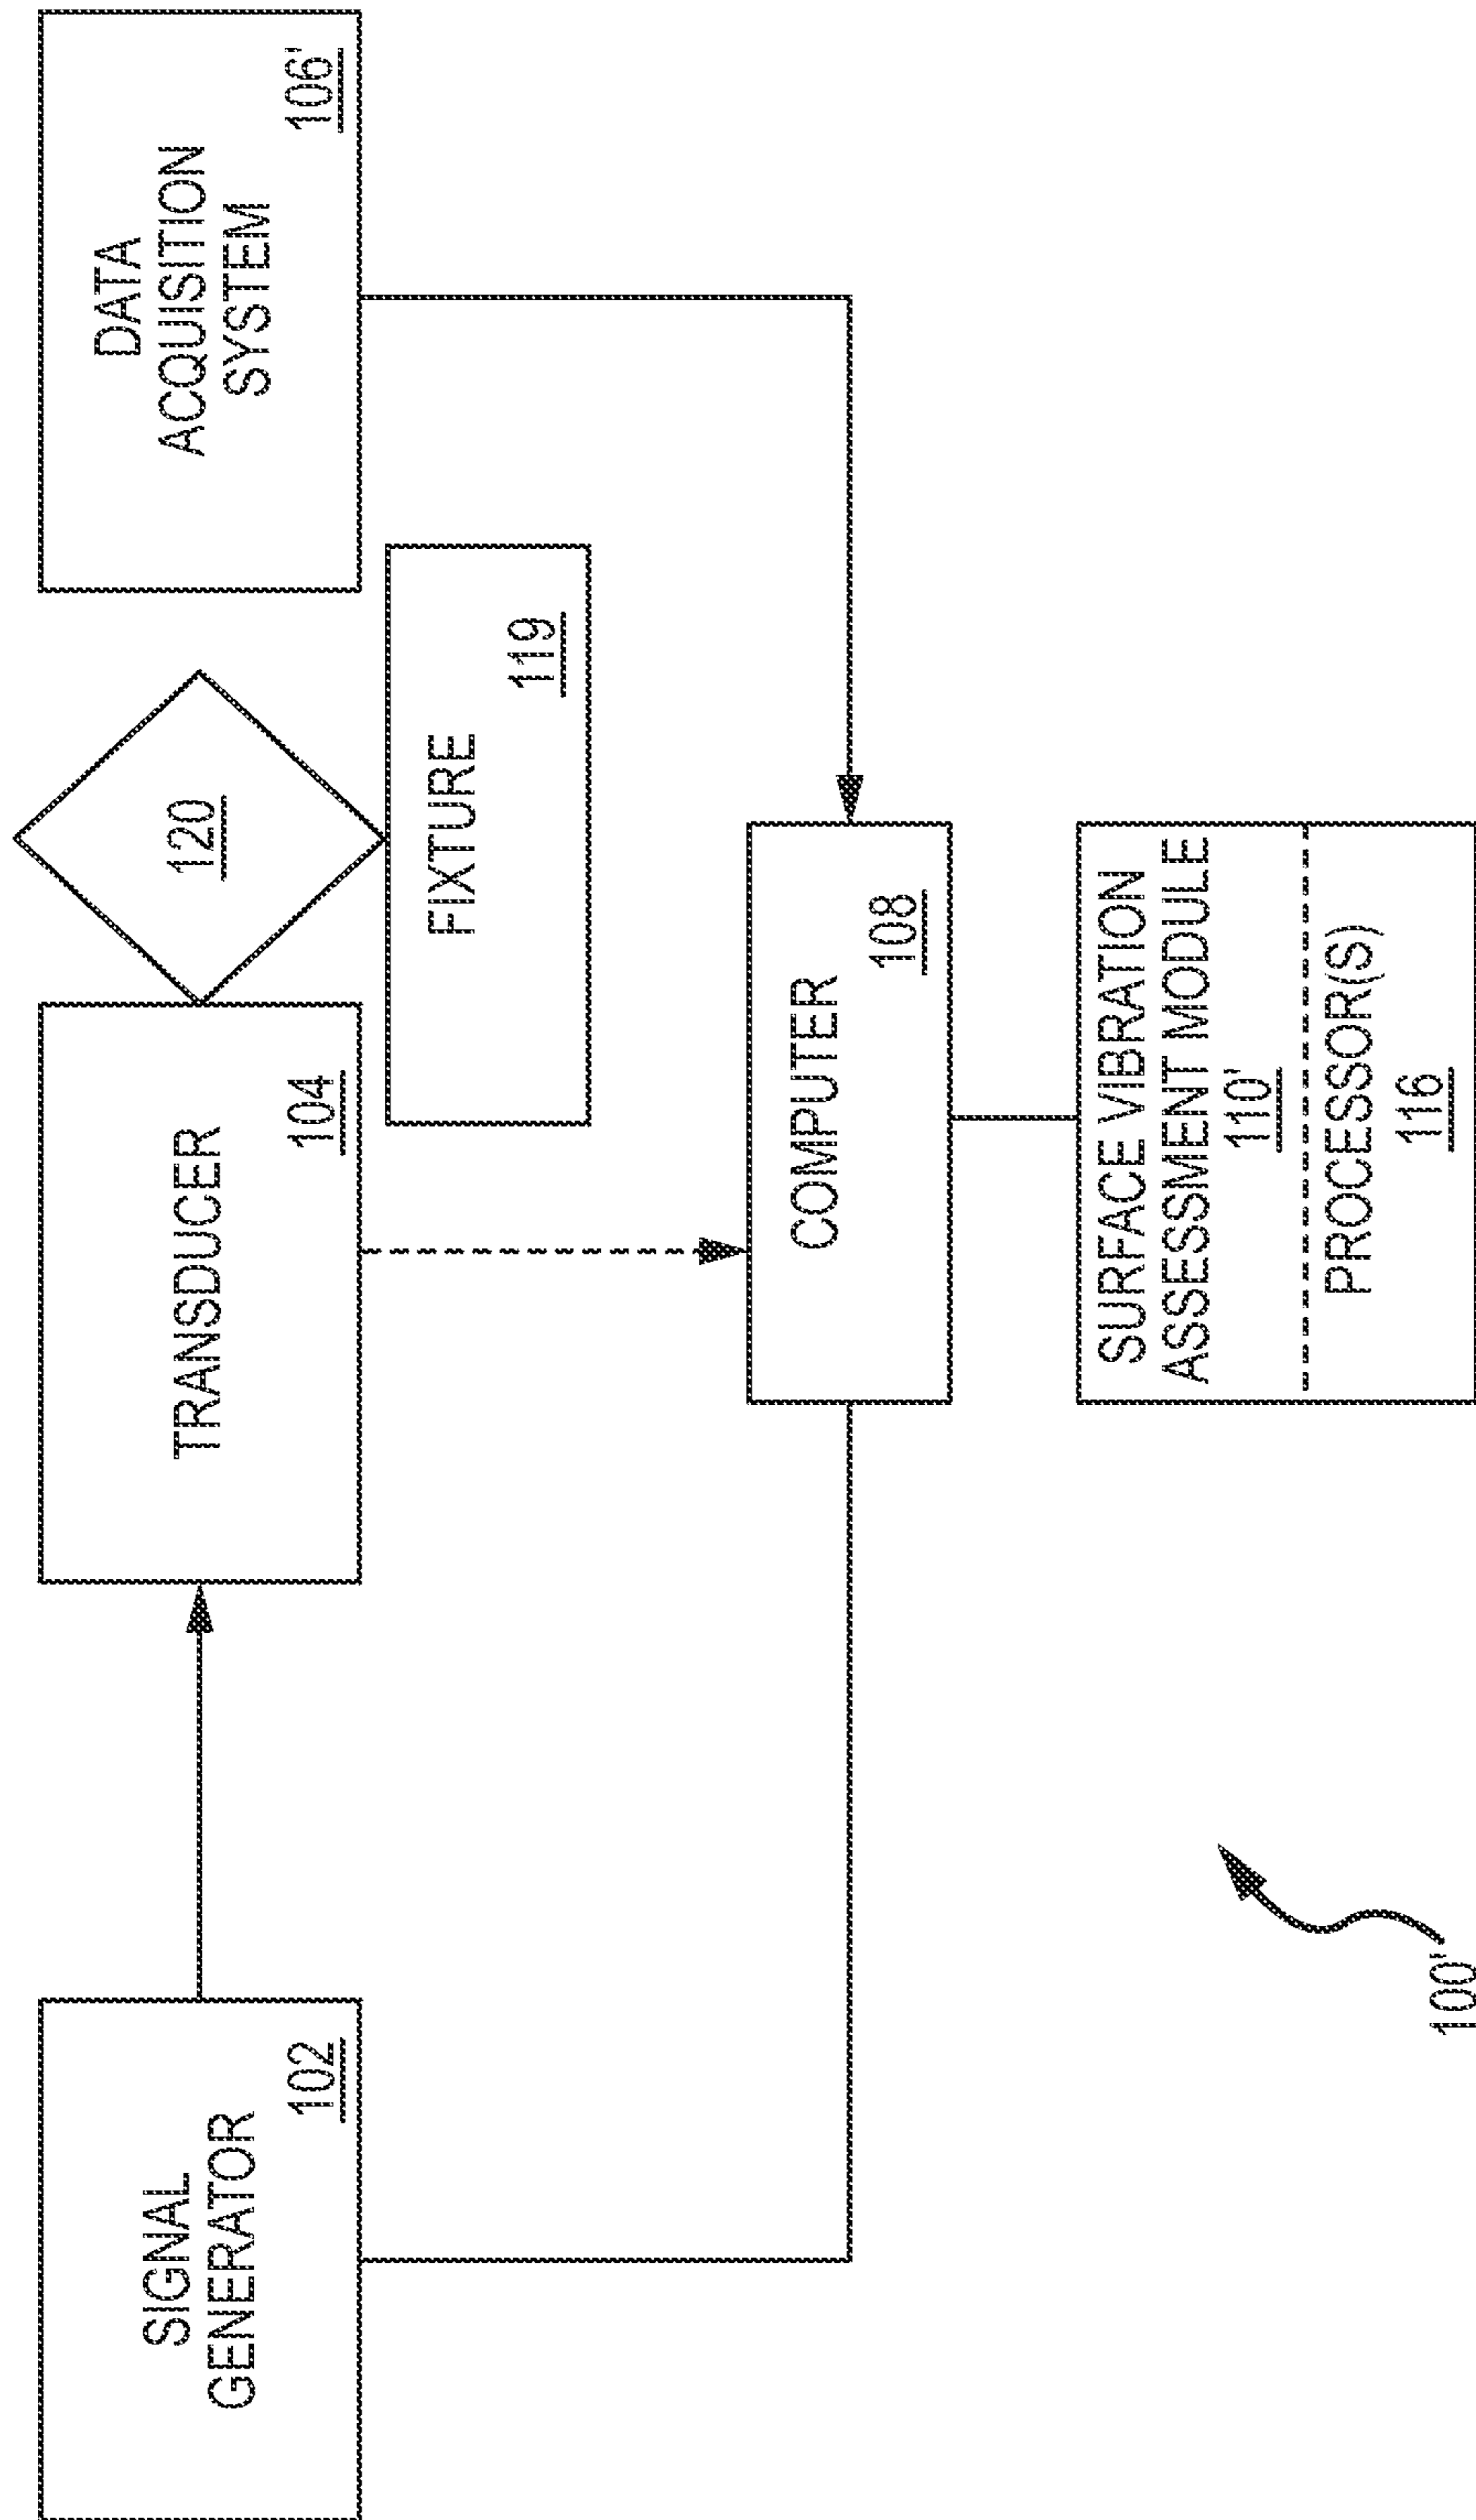 SIGNAL
GENERATOR
102
TRANSDUCER
104
120
DATA
ACQUISITION
SYSTEM
106'
FIXTURE
119
COMPUTER
108
SURFACE VIBRATION
ASSESSMENT MODULE
110'
PROCESSOR(S)
116
100'